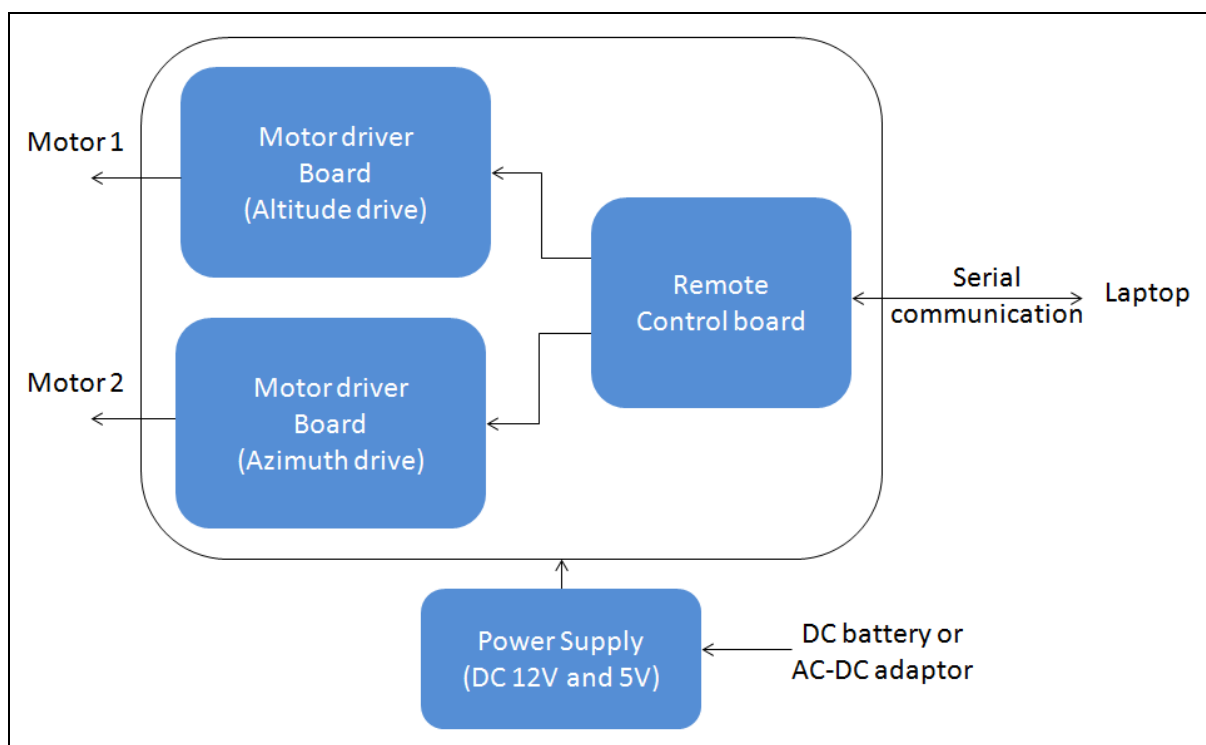 Motor 1
Motor driver
Board
(Altitude drive)
Remote
Control board
Serial
communication
Laptop
Motor 2
Motor driver
Board
(Azimuth drive)
Power Supply
(DC 12V and 5V)
DC battery or
AC-DC adaptor